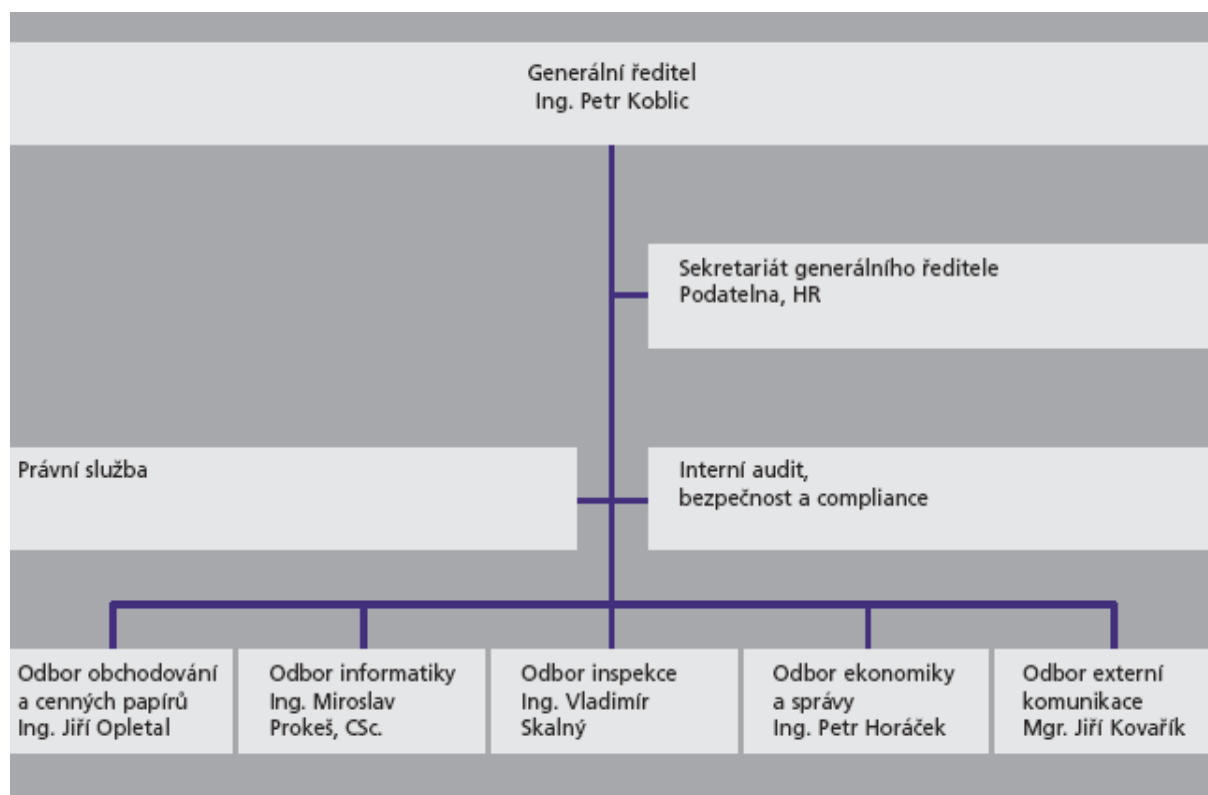 Generální ředitel
Ing. Petr Koblic
Sekretariát generálního ředitele
Podatelna, HR
Právní služba
Interní audit,
bezpečnost a compliance
Odbor obchodování
a cenných papírů
Ing. Jiří Opletal
Odbor informatiky
Ing. Miroslav
Prokeš, CSc.
Odbor inspekce
Ing. Vladimír
Skalný
Odbor ekonomiky
a správy
Ing. Petr Horáček
Odbor externí
komunikace
Mgr. Jiří Kovařík